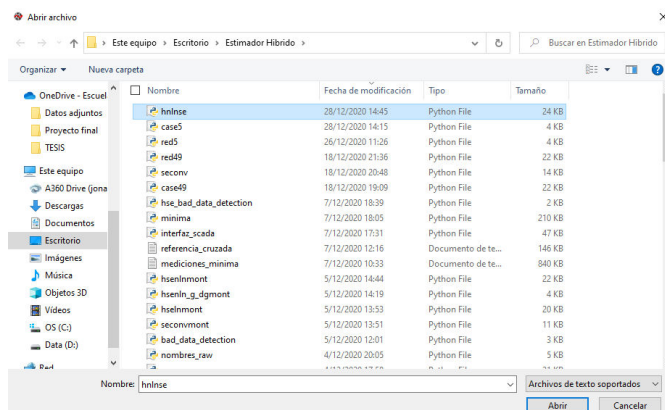 Abrir archivo
Este equipo > Escritorio > Estimador Hibrido >
Buscar en Estimador Hibrido
Organizar Nueva carpeta
Nombre Fecha de modificación Tipo Tamaño
OneDrive - Escuel
Datos adjuntos
Proyecto final
TESIS
Este equipo
A360 Drive (jona
Descargas
Documentos
Escritorio
Imágenes
Música
Objetos 3D
Vídeos
OS (C:)
Data (D:)
Red
hnlnse 28/12/2020 14:45 Python File 24 KB
case5 28/12/2020 14:15 Python File 4 KB
red5 26/12/2020 11:26 Python File 4 KB
red49 18/12/2020 21:36 Python File 22 KB
seconv 18/12/2020 20:48 Python File 14 KB
case49 18/12/2020 19:09 Python File 22 KB
hse_bad_data_detection 7/12/2020 18:39 Python File 2 KB
minima 7/12/2020 18:05 Python File 210 KB
interfaz_scada 7/12/2020 17:31 Python File 47 KB
referencia_cruzada 7/12/2020 12:16 Documento de te... 146 KB
mediciones_minima 7/12/2020 10:33 Documento de te... 840 KB
hsenlnmont 5/12/2020 14:44 Python File 22 KB
hsenln_g_dgmont 5/12/2020 14:19 Python File 4 KB
hselnmont 5/12/2020 13:53 Python File 20 KB
seconvmont 5/12/2020 13:51 Python File 11 KB
bad_data_detection 5/12/2020 12:01 Python File 3 KB
nombres_raw 4/12/2020 20:05 Python File 5 KB
Nombre: hnlnse
Archivos de texto soportados
Abrir Cancelar